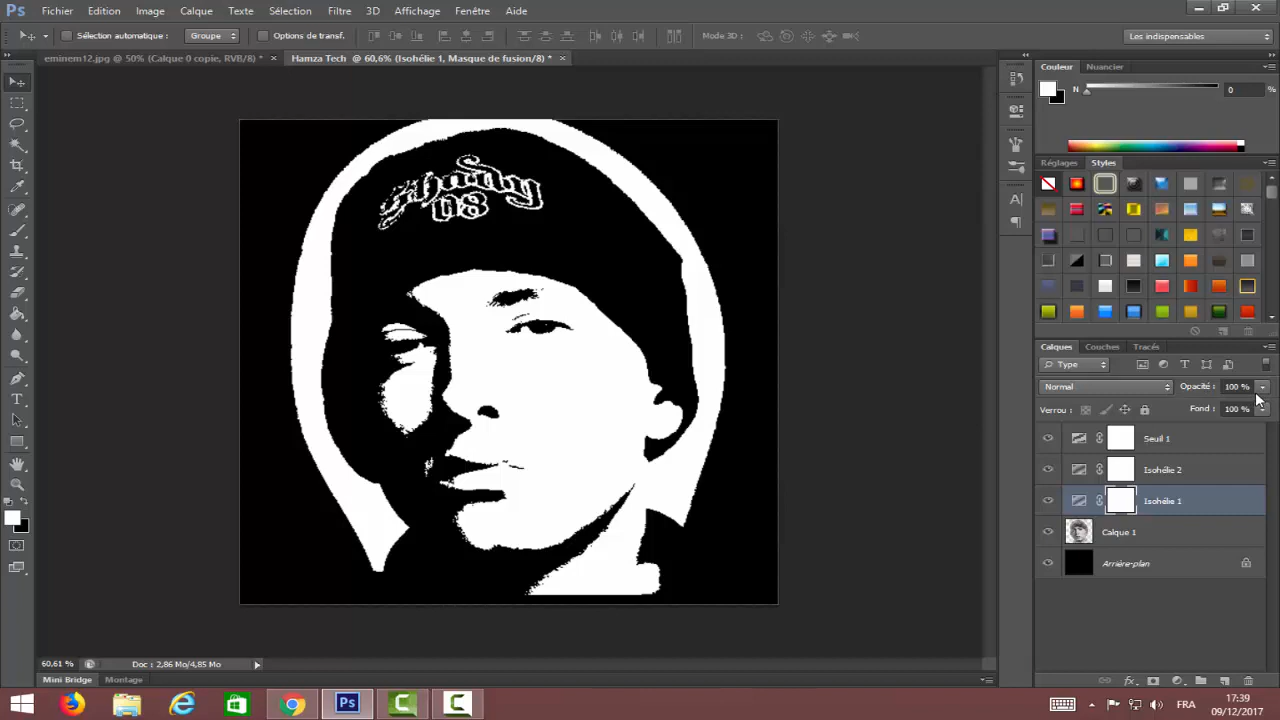 Ps Fichier Edition Image Calque Texte Sélection Filtre 3D Affichage Fenêtre Aide
Sélection automatique : Groupe Options de transf. Mode 3D : Les indispensables
eminem12.jpg @ 50% (Calque 0 copie, RVB/8) * × Hamza Tech @ 60,6% (Isohélie 1, Masque de fusion/8) * ×
Couleur Nuancier
N 0 %
Shady
08
Réglages Styles
Calques Couches Tracés
Type
Normal Opacité : 100 %
Verrou : Fond : 100 %
Seuil 1
Isohélie 2
Isohélie 1
Calque 1
Arrière-plan
60,61 % Doc : 2,86 Mo/4,85 Mo
Mini Bridge Montage
Ps FRA 17:39
09/12/2017